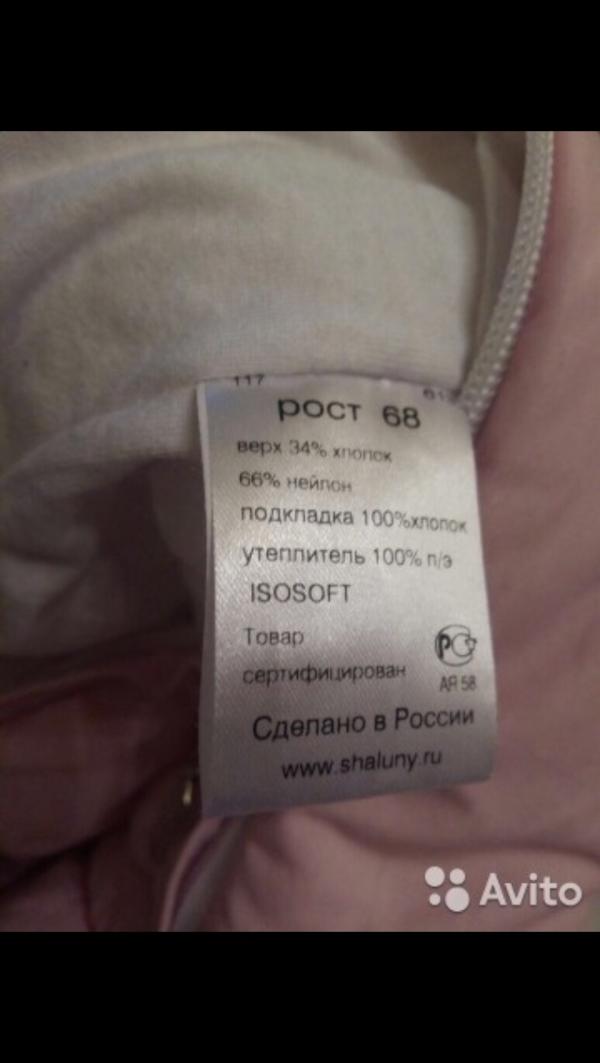 117
рост 68
верх 34% хлопок
66% нейлон
подкладка 100%хлопок
утеплитель 100% п/э
ISOSOFT
Товар
сертифицирован
АЯ 58
Сделано в России
www.shaluny.ru
Avito